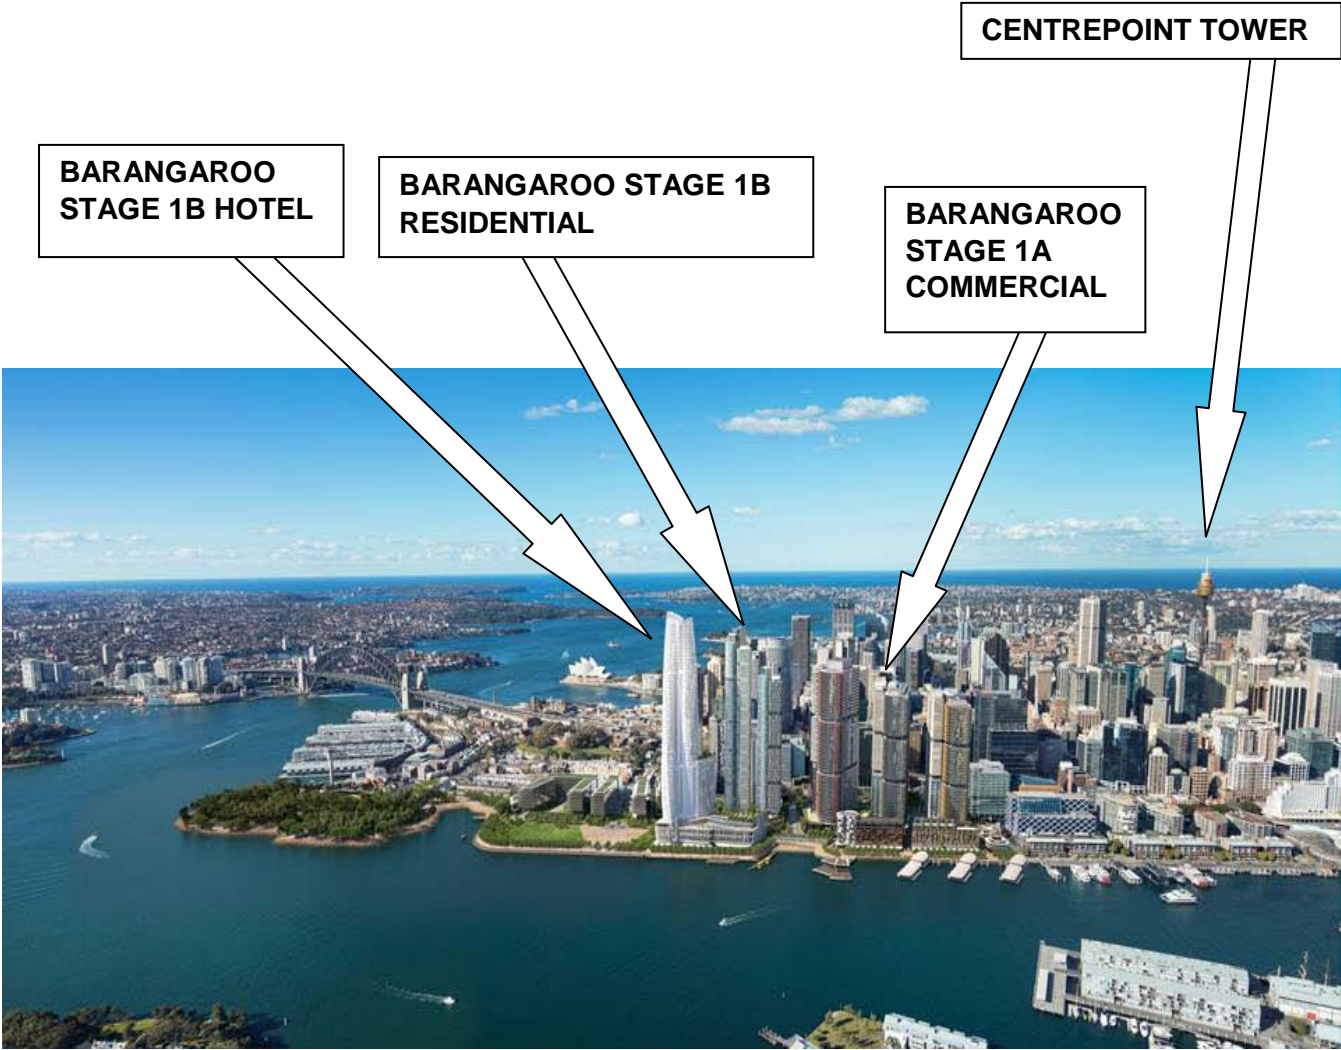 CENTREPOINT TOWER
BARANGAROO
STAGE 1B HOTEL
BARANGAROO STAGE 1B
RESIDENTIAL
BARANGAROO
STAGE 1A
COMMERCIAL